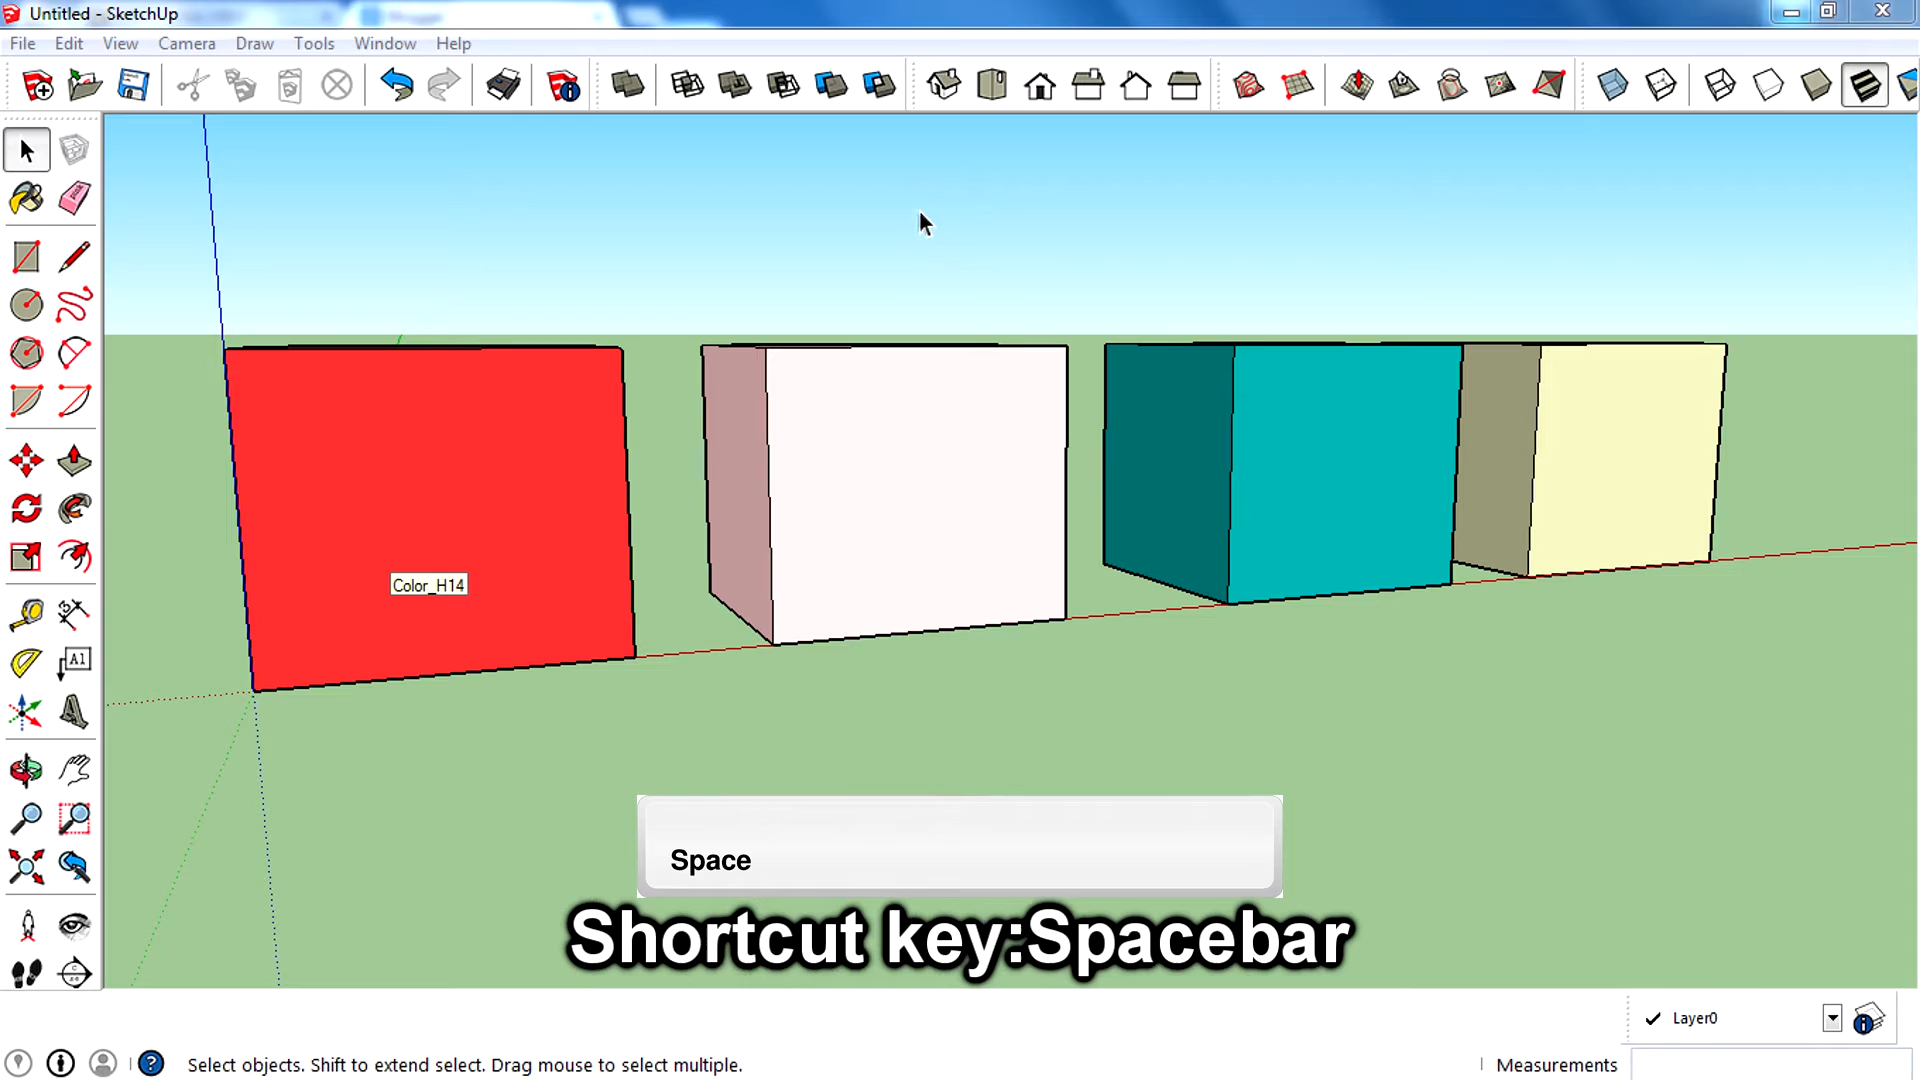 Untitled - SketchUp
File Edit View Camera Draw Tools Window Help
A1
Color_H14
Space
Shortcut key:Spacebar
Layer0
Select objects. Shift to extend select. Drag mouse to select multiple.
Measurements